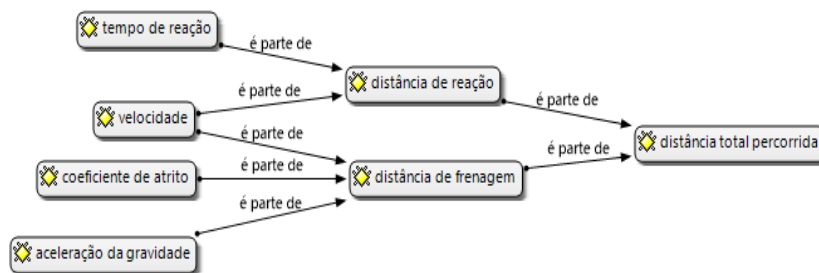 tempo de reação
é parte de
distância de reação
é parte de
é parte de
velocidade
é parte de
distância total percorrida
é parte de
coeficiente de atrito
é parte de
distância de frenagem
é parte de
aceleração da gravidade